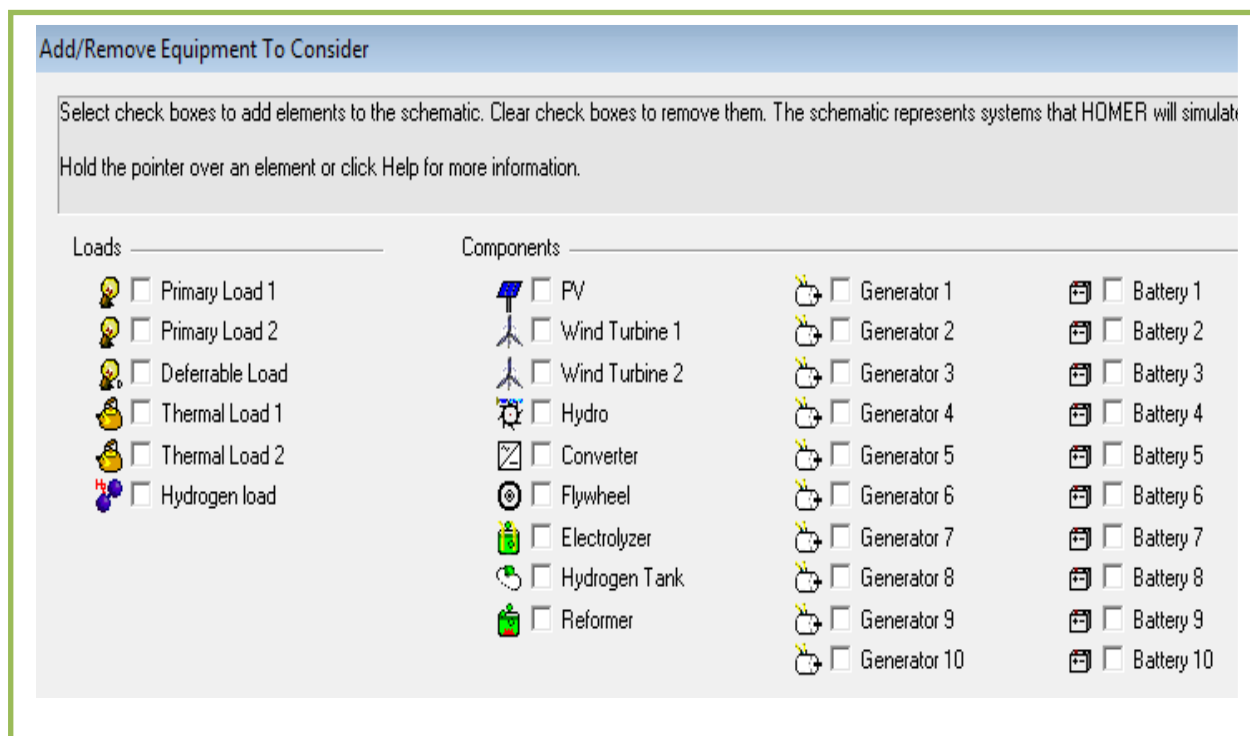 Add/Remove Equipment To Consider
Select check boxes to add elements to the schematic. Clear check boxes to remove them. The schematic represents systems that HOMER will simulate
Hold the pointer over an element or click Help for more information.
Loads
Primary Load 1
Primary Load 2
Deferrable Load
Thermal Load 1
Thermal Load 2
Hydrogen load
Components
PV
Wind Turbine 1
Wind Turbine 2
Hydro
Converter
Flywheel
Electrolyzer
Hydrogen Tank
Reformer
Generator 1
Generator 2
Generator 3
Generator 4
Generator 5
Generator 6
Generator 7
Generator 8
Generator 9
Generator 10
Battery 1
Battery 2
Battery 3
Battery 4
Battery 5
Battery 6
Battery 7
Battery 8
Battery 9
Battery 10